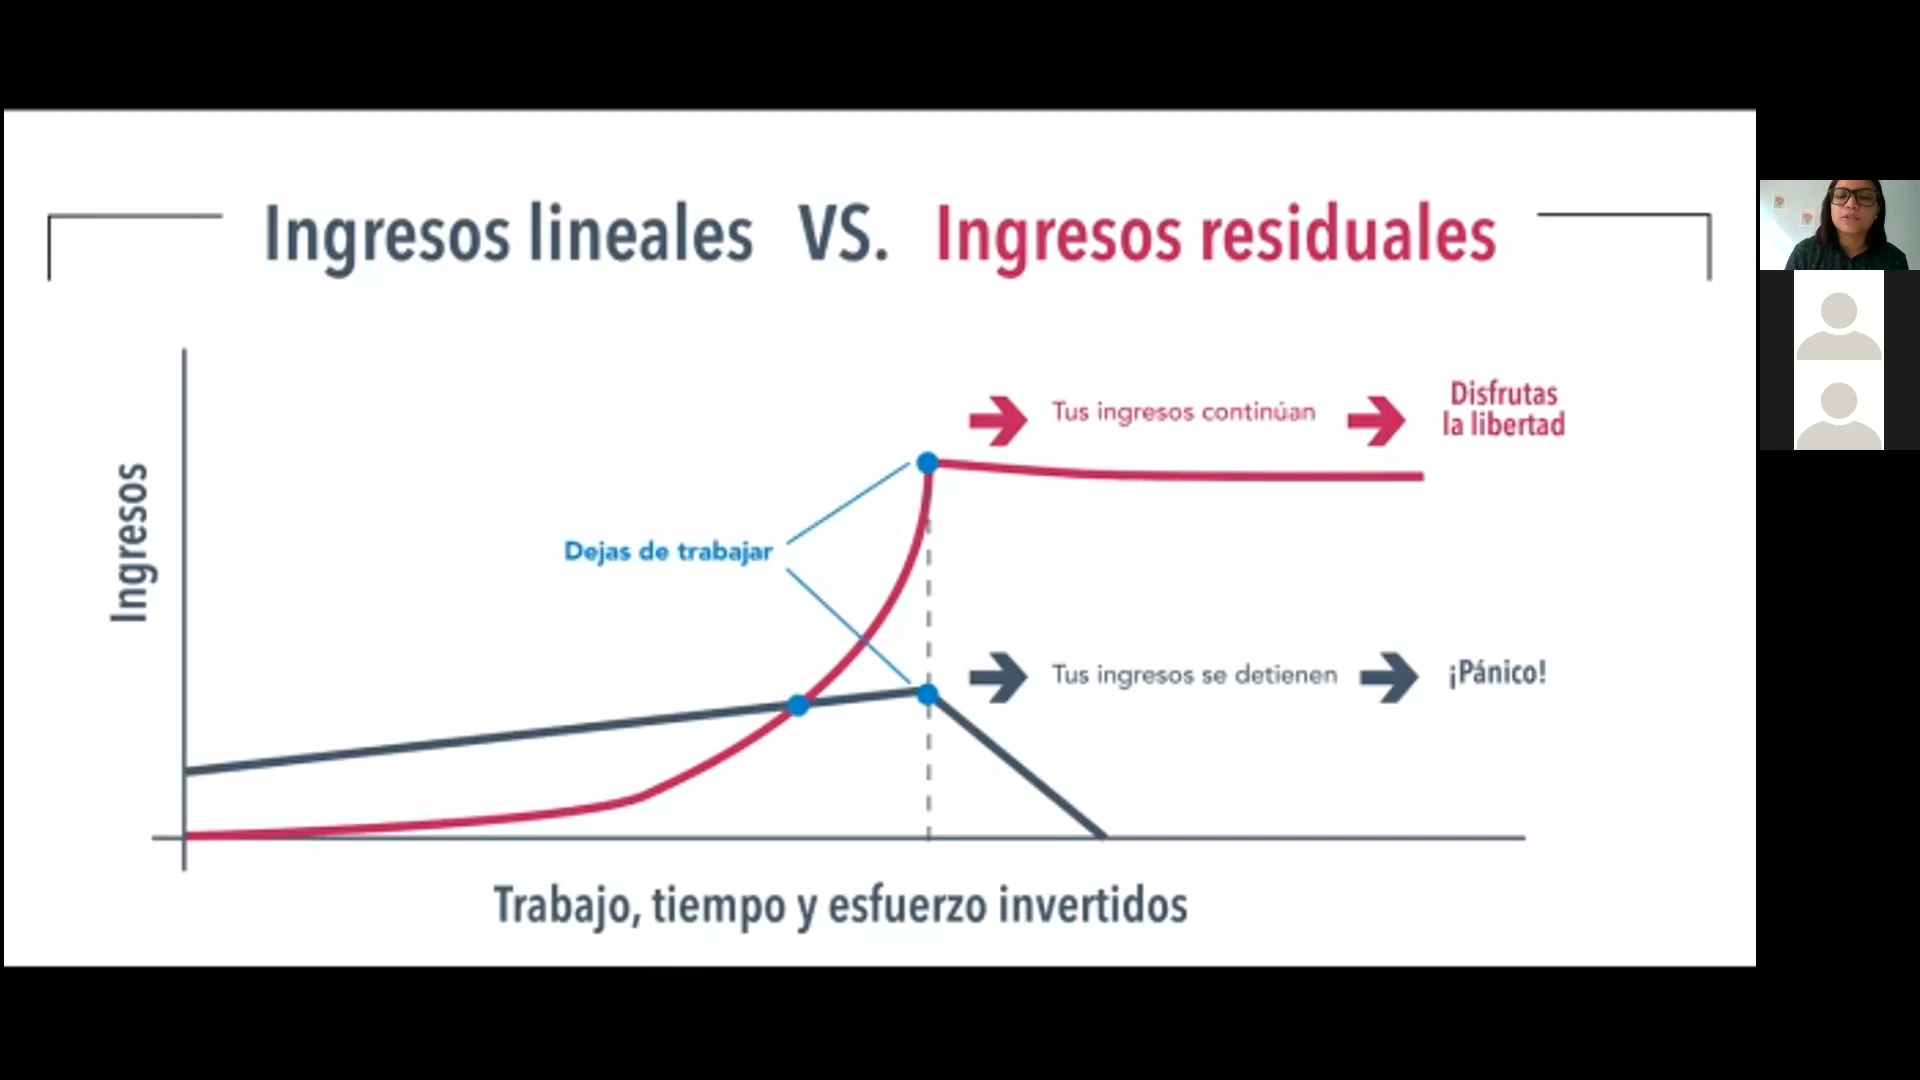 Ingresos lineales VS. Ingresos residuales
Ingresos
Tus ingresos continúan
Disfrutas
la libertad
Dejas de trabajar
Tus ingresos se detienen
¡Pánico!
Trabajo, tiempo y esfuerzo invertidos